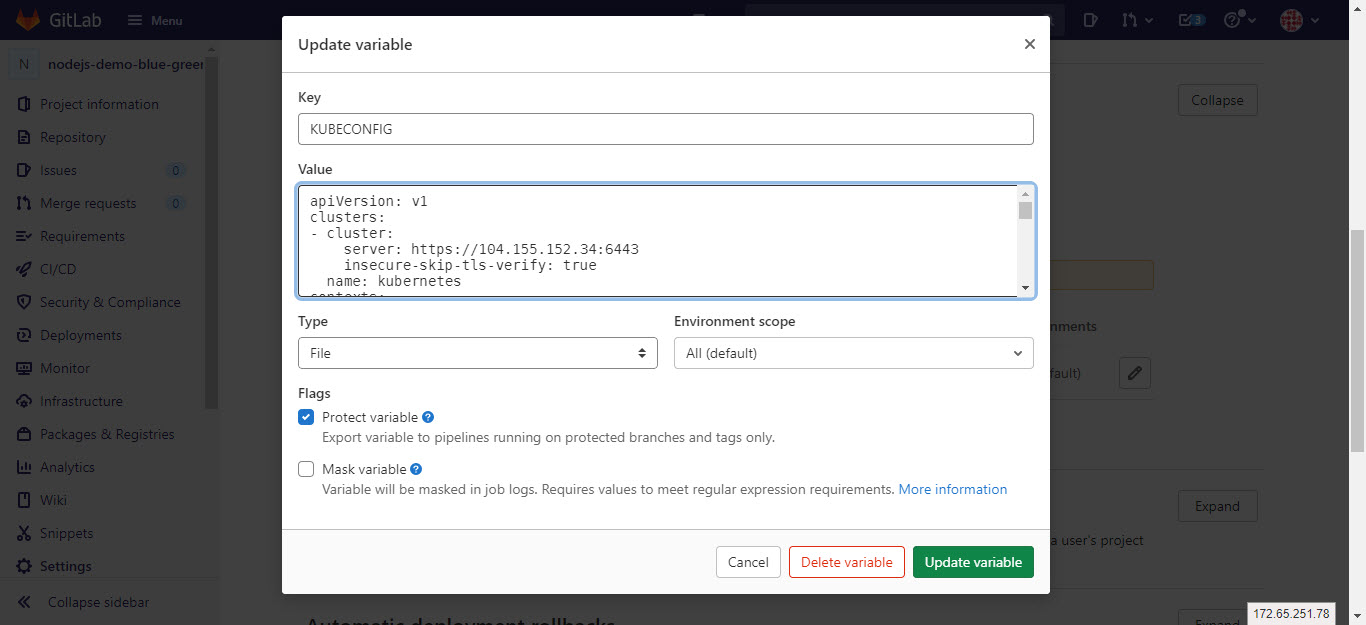 GitLab
Menu
3
Update variable
N
nodejs-demo-blue-green
Project information
Repository
Issues
0
Merge requests
0
Requirements
CI/CD
Security & Compliance
Deployments
Monitor
Infrastructure
Packages & Registries
Analytics
Wiki
Snippets
Settings
Collapse sidebar
Key
KUBECONFIG
Value
apiVersion: v1
clusters:
- cluster:
    server: https://104.155.152.34:6443
    insecure-skip-tls-verify: true
  name: kubernetes
contexts:
Type
Environment scope
File
All (default)
Flags
Protect variable
Export variable to pipelines running on protected branches and tags only.
Mask variable
Variable will be masked in job logs. Requires values to meet regular expression requirements. More information
Cancel
Delete variable
Update variable
Collapse
Expand
a user's project
Automatic deployment rollbacks
Expand
172.65.251.78